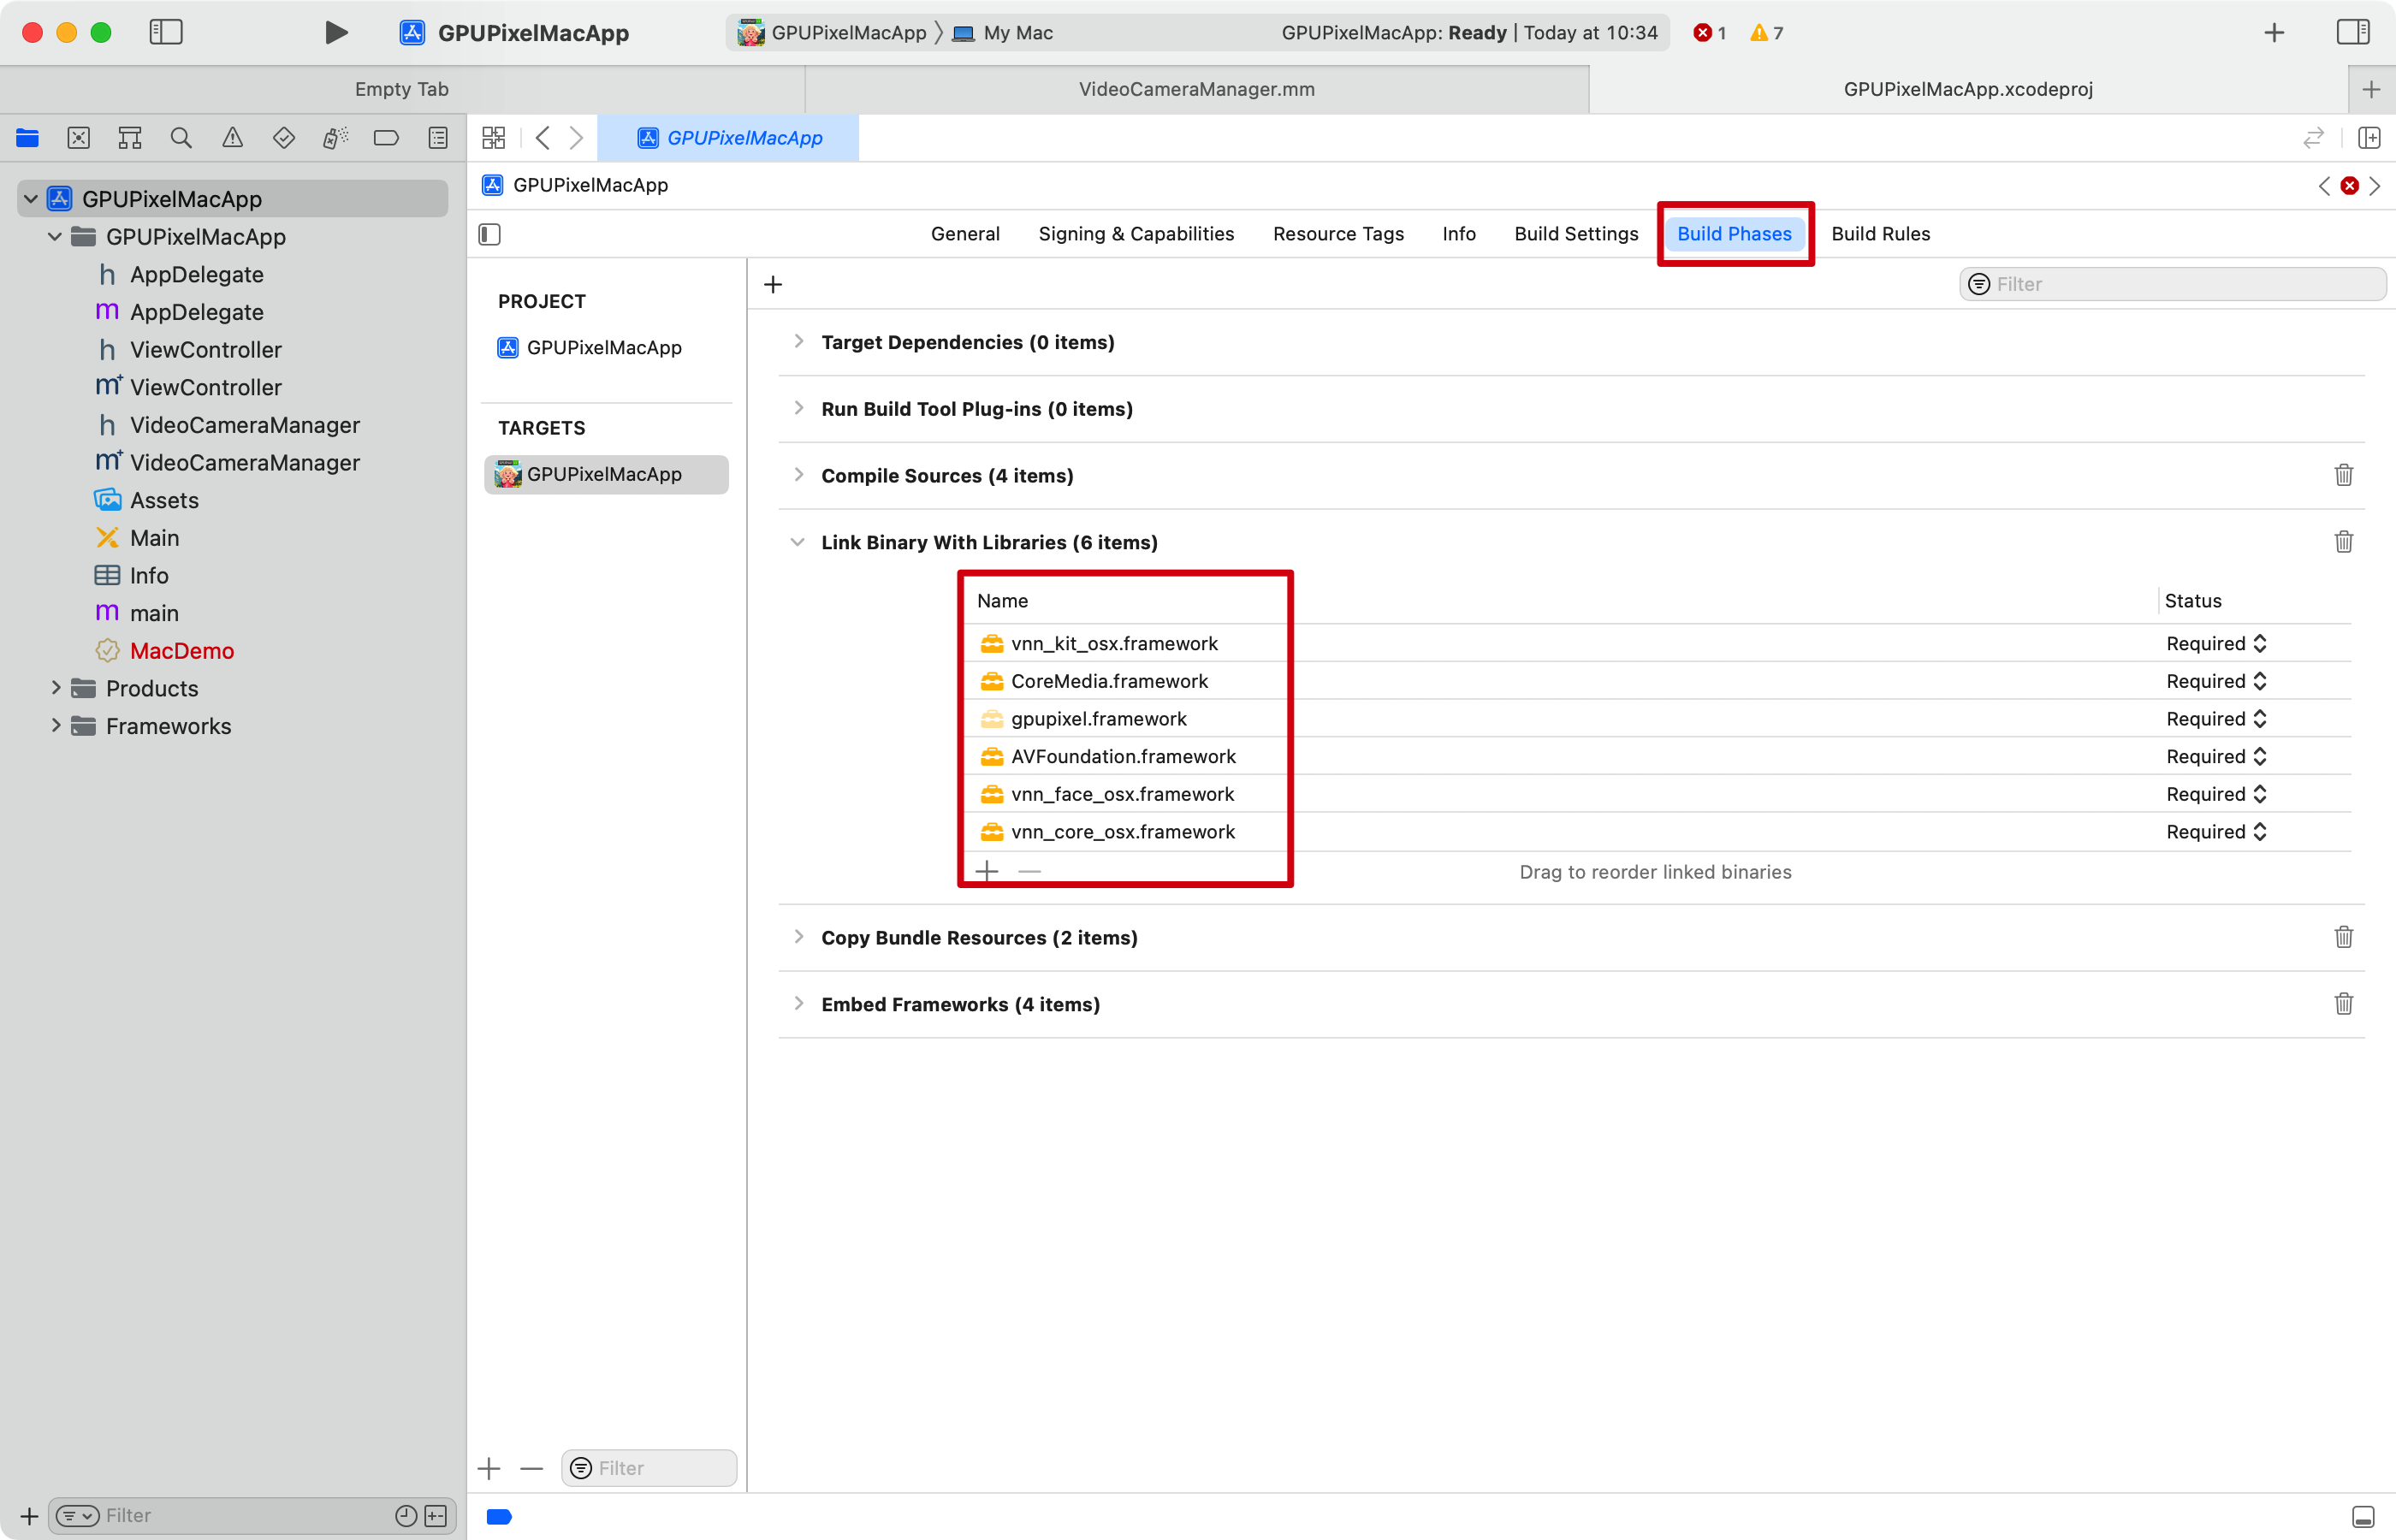 GPUPixelMacApp
GPUPixelMacApp
My Mac
GPUPixelMacApp: Ready | Today at 10:34
1
7
Empty Tab
VideoCameraManager.mm
GPUPixelMacApp.xcodeproj
GPUPixelMacApp
GPUPixelMacApp
GPUPixelMacApp
h AppDelegate
m AppDelegate
h ViewController
m+ ViewController
h VideoCameraManager
m+ VideoCameraManager
Assets
Main
Info
m main
MacDemo
Products
Frameworks
Filter
GPUPixelMacApp
General
Signing & Capabilities
Resource Tags
Info
Build Settings
Build Phases
Build Rules
PROJECT
GPUPixelMacApp
TARGETS
GPUPixelMacApp
Filter
Filter
Target Dependencies (0 items)
Run Build Tool Plug-ins (0 items)
Compile Sources (4 items)
Link Binary With Libraries (6 items)
Name
Status
vnn_kit_osx.framework
Required
CoreMedia.framework
Required
gpupixel.framework
Required
AVFoundation.framework
Required
vnn_face_osx.framework
Required
vnn_core_osx.framework
Required
Drag to reorder linked binaries
Copy Bundle Resources (2 items)
Embed Frameworks (4 items)